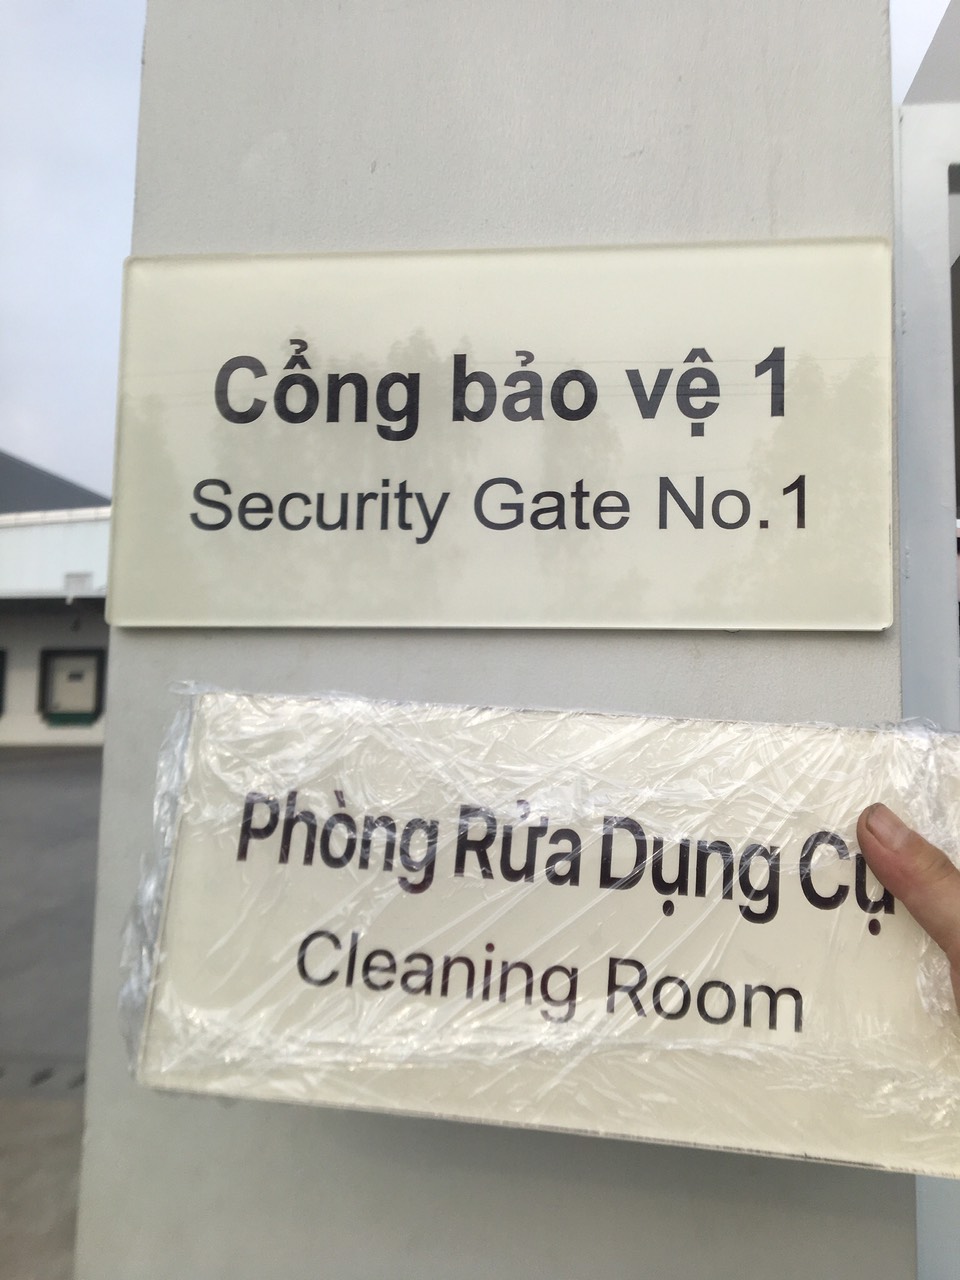 Cổng bảo vệ 1
Security Gate No.1
Phòng Rửa Dụng Cụ
Cleaning Room